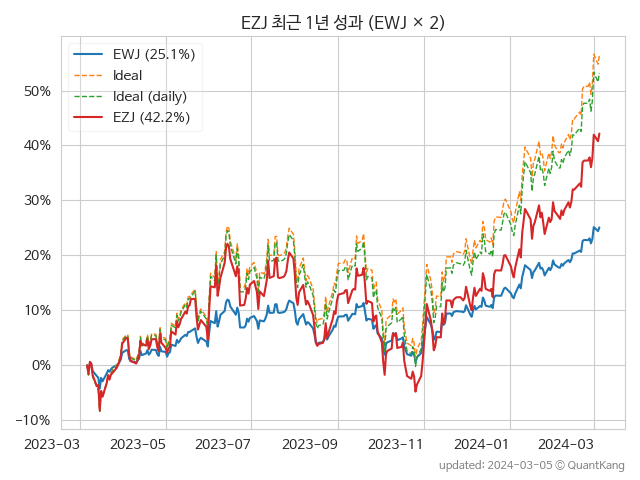 EZJ 최근 1년 성과 (EWJ × 2)
EWJ (25.1%)
Ideal
Ideal (daily)
EZJ (42.2%)
50%
40%
30%
20%
10%
0%
−10%
2023-03 2023-05 2023-07 2023-09 2023-11 2024-01 2024-03
updated: 2024-03-05 © QuantKang